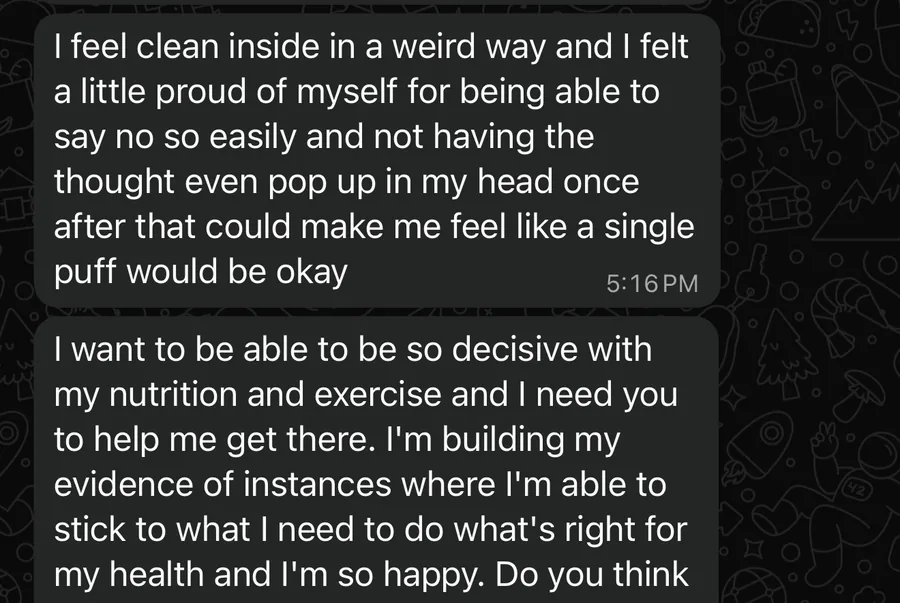 I feel clean inside in a weird way and I felt
a little proud of myself for being able to
say no so easily and not having the
thought even pop up in my head once
after that could make me feel like a single
puff would be okay
5:16 PM
I want to be able to be so decisive with
my nutrition and exercise and I need you
to help me get there. I'm building my
evidence of instances where I'm able to
stick to what I need to do what's right for
my health and I'm so happy. Do you think